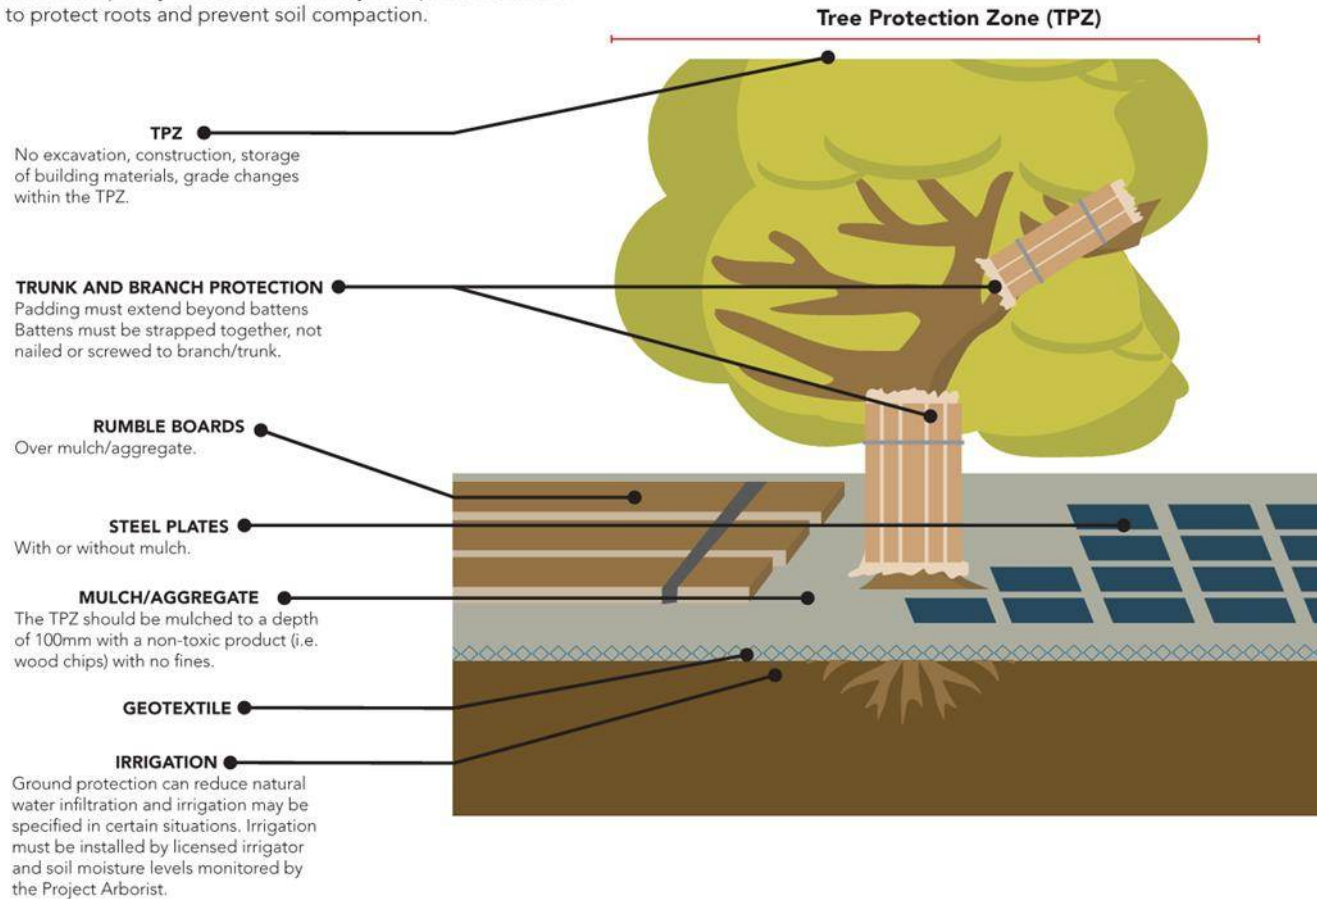 to protect roots and prevent soil compaction.
Tree Protection Zone (TPZ)
TPZ
No excavation, construction, storage
of building materials, grade changes
within the TPZ.
TRUNK AND BRANCH PROTECTION
Padding must extend beyond battens
Battens must be strapped together, not
nailed or screwed to branch/trunk.
RUMBLE BOARDS
Over mulch/aggregate.
STEEL PLATES
With or without mulch.
MULCH/AGGREGATE
The TPZ should be mulched to a depth
of 100mm with a non-toxic product (i.e.
wood chips) with no fines.
GEOTEXTILE
IRRIGATION
Ground protection can reduce natural
water infiltration and irrigation may be
specified in certain situations. Irrigation
must be installed by licensed irrigator
and soil moisture levels monitored by
the Project Arborist.